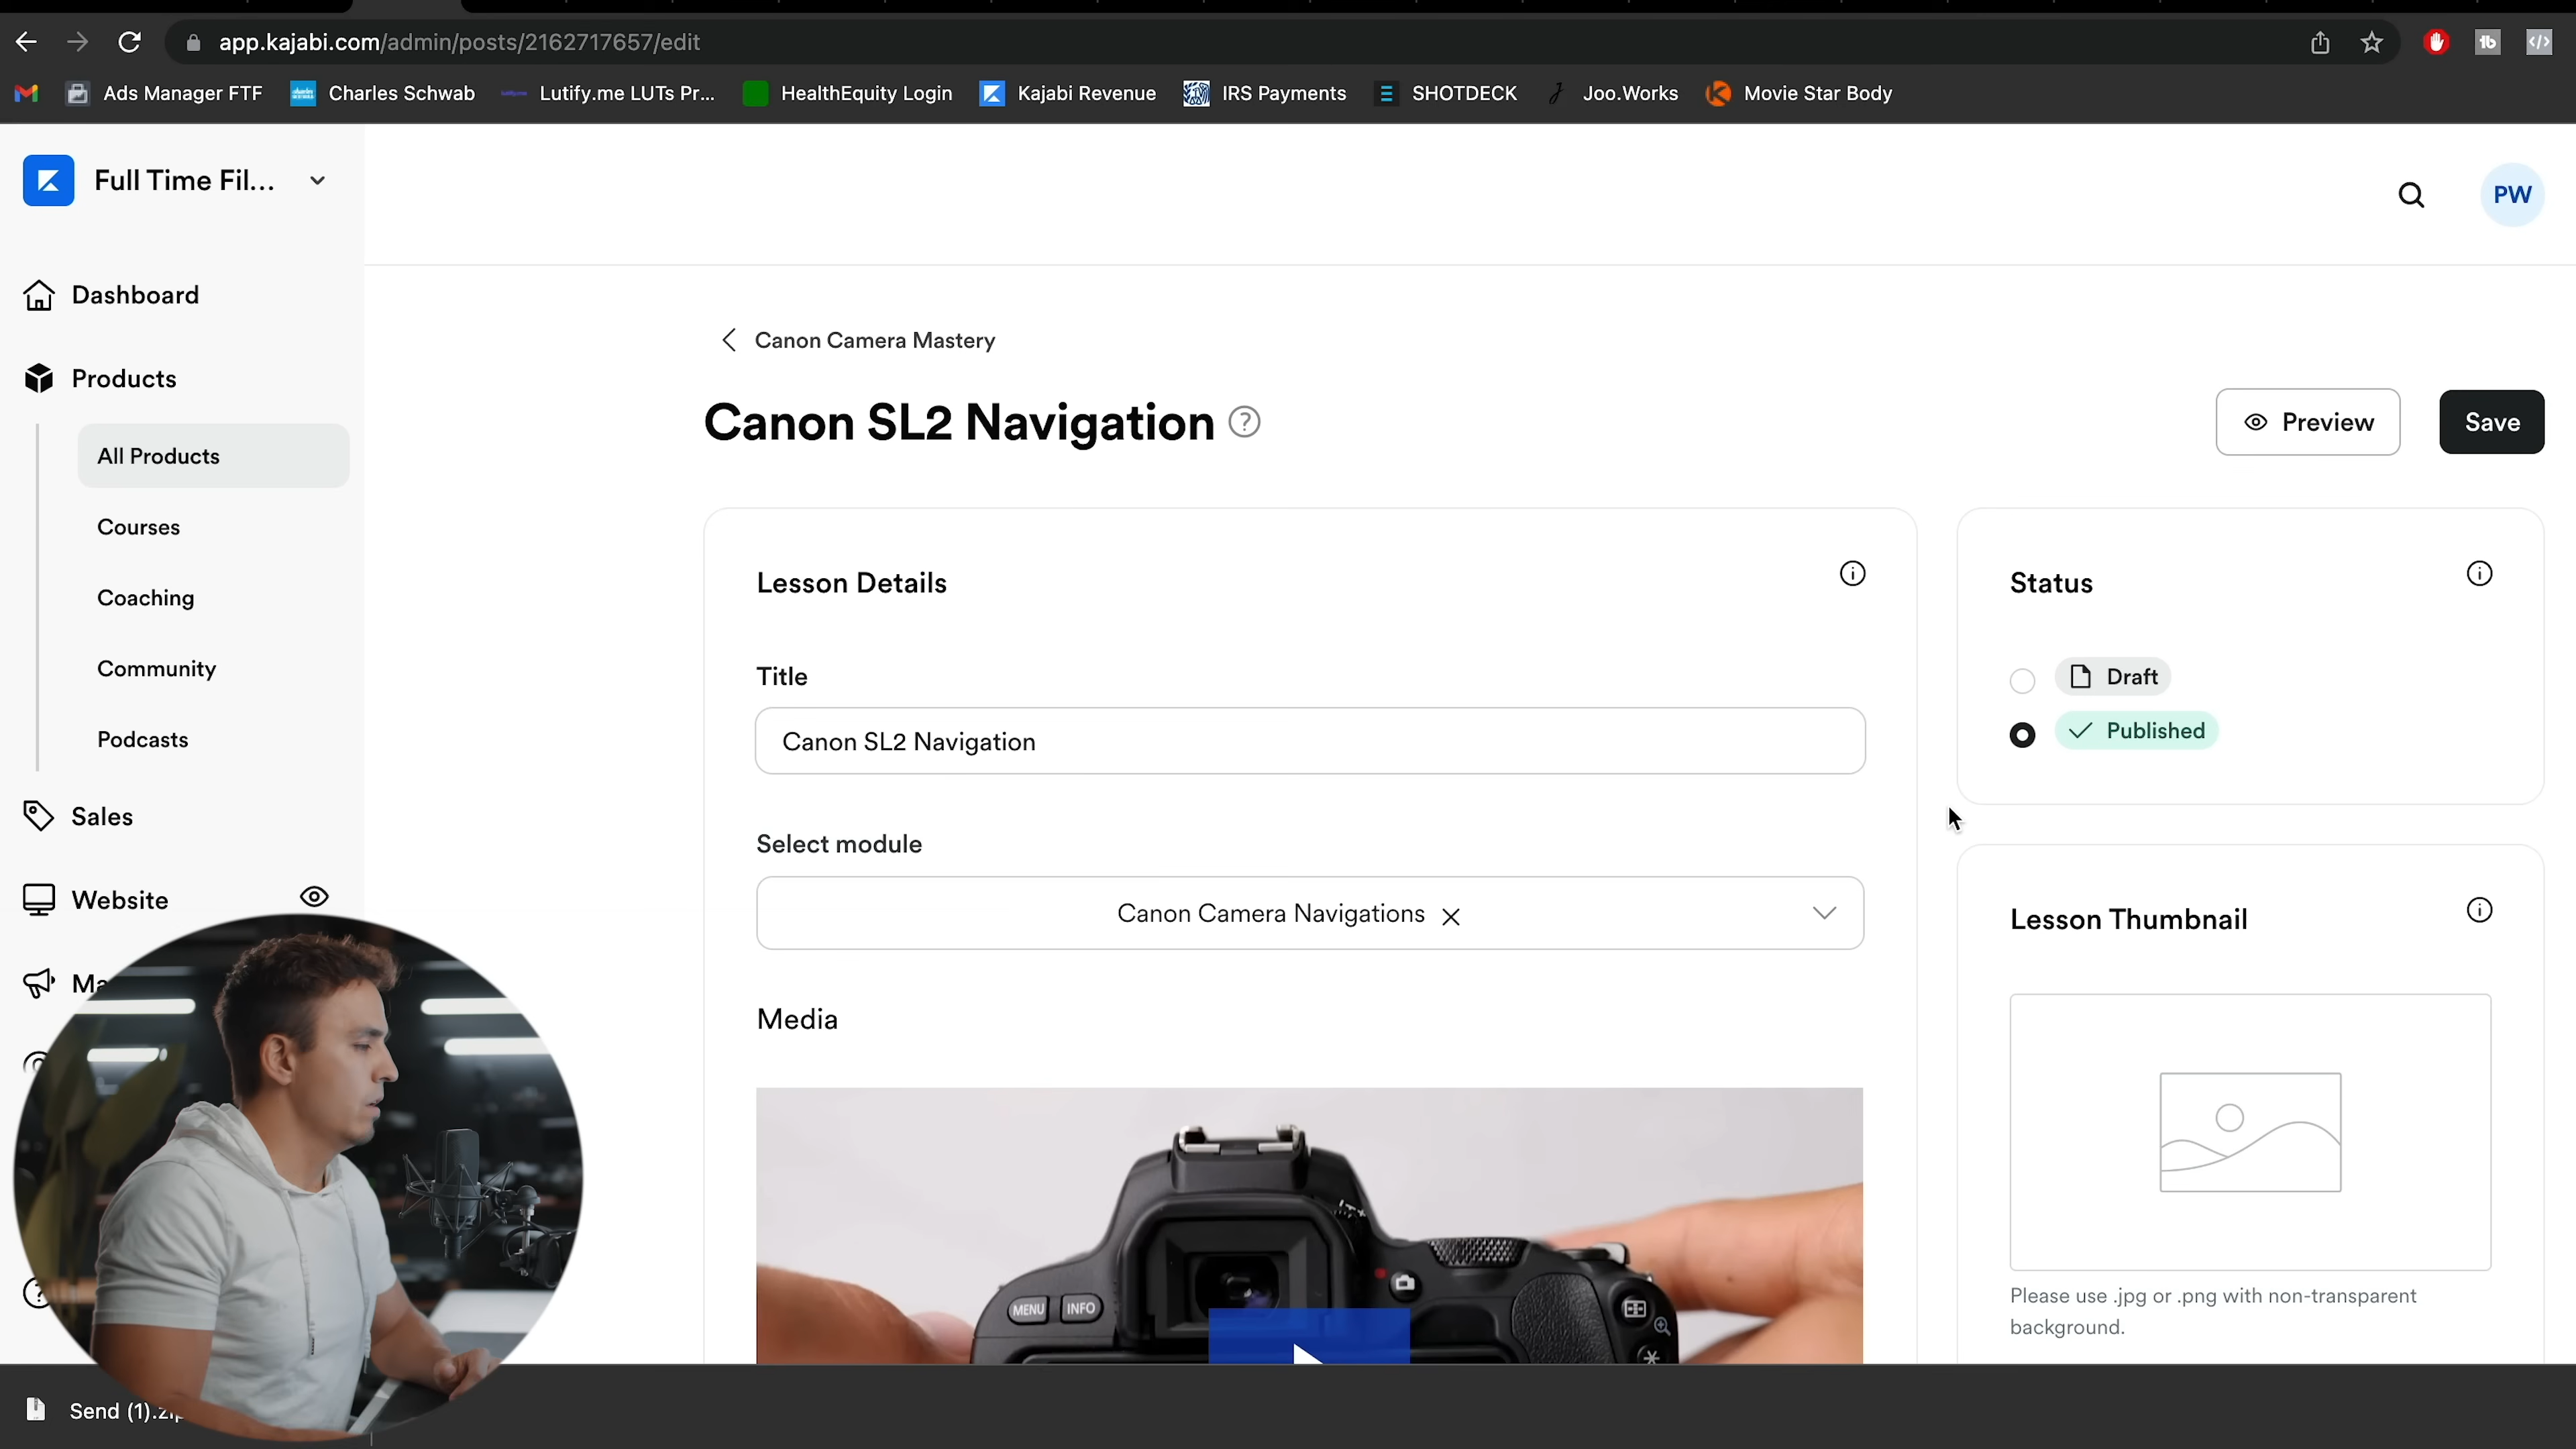 app.kajabi.com/admin/posts/2162717657/edit
Ads Manager FTF
Charles Schwab
Lutify.me LUTs Pr...
HealthEquity Login
Kajabi Revenue
IRS Payments
SHOTDECK
Joo.Works
Movie Star Body
Full Time Fil...
PW
Dashboard
Products
All Products
Courses
Coaching
Community
Podcasts
Sales
Website
Ma
Canon Camera Mastery
Canon SL2 Navigation
Preview
Save
Lesson Details
Title
Canon SL2 Navigation
Select module
Canon Camera Navigations
Media
MENU
INFO
Status
Draft
Published
Lesson Thumbnail
Please use .jpg or .png with non-transparent
background.
Send (1).zip